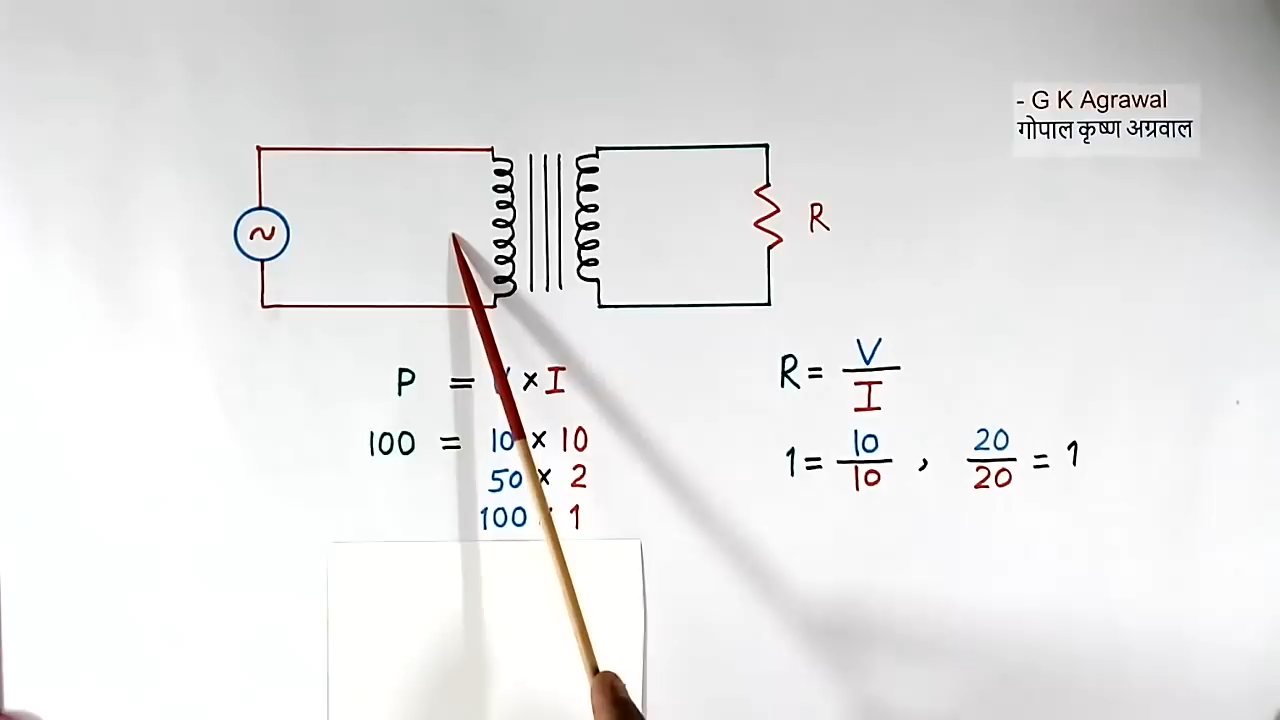 - G K Agrawal
गोपाल कृष्ण अग्रवाल
~
R
P = × I
100 = 10 × 10
50 × 2
100 1
R = V / I
1 = 10 / 10 , 20 / 20 = 1